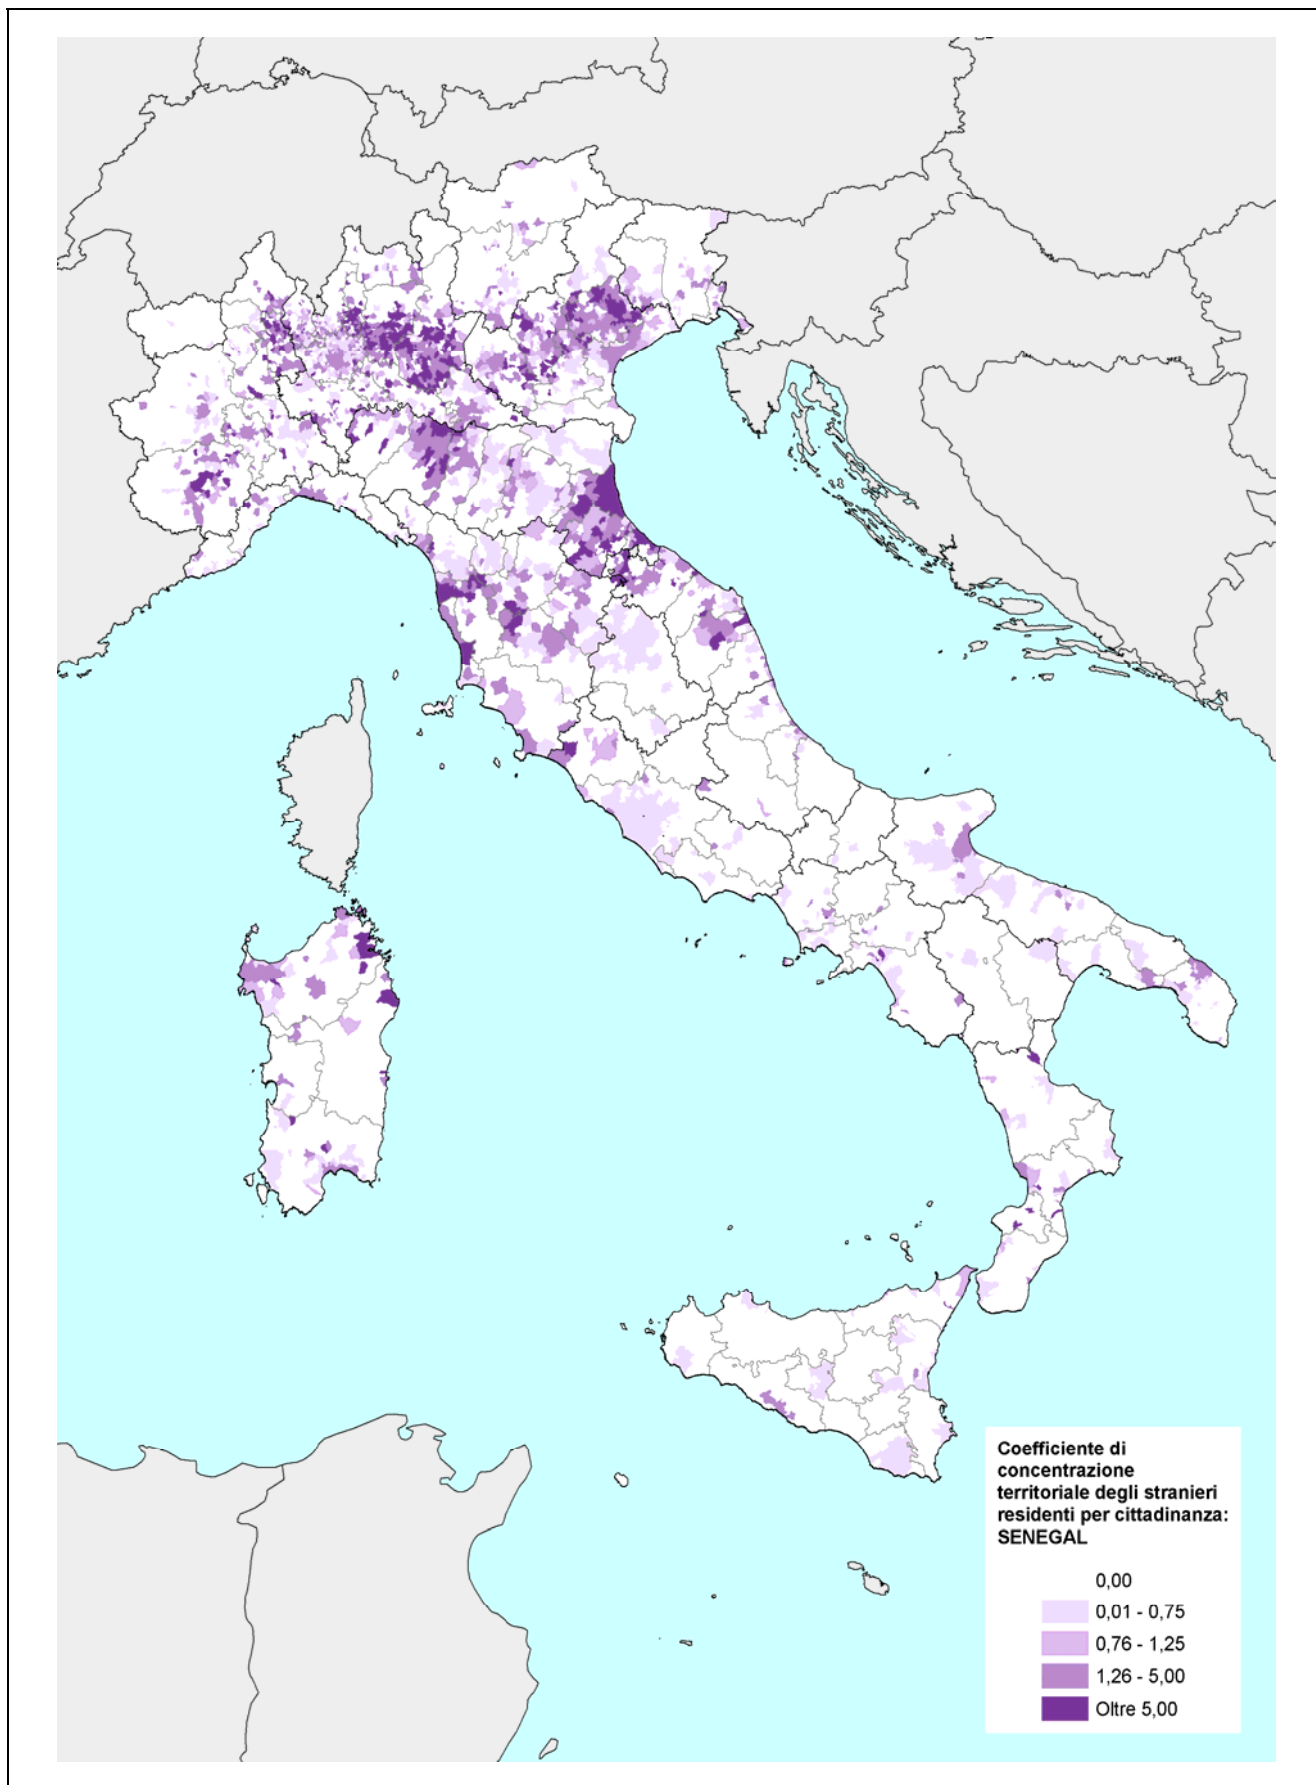 Coefficiente di
concentrazione
territoriale degli stranieri
residenti per cittadinanza:
SENEGAL
0,00
0,01 - 0,75
0,76 - 1,25
1,26 - 5,00
Oltre 5,00